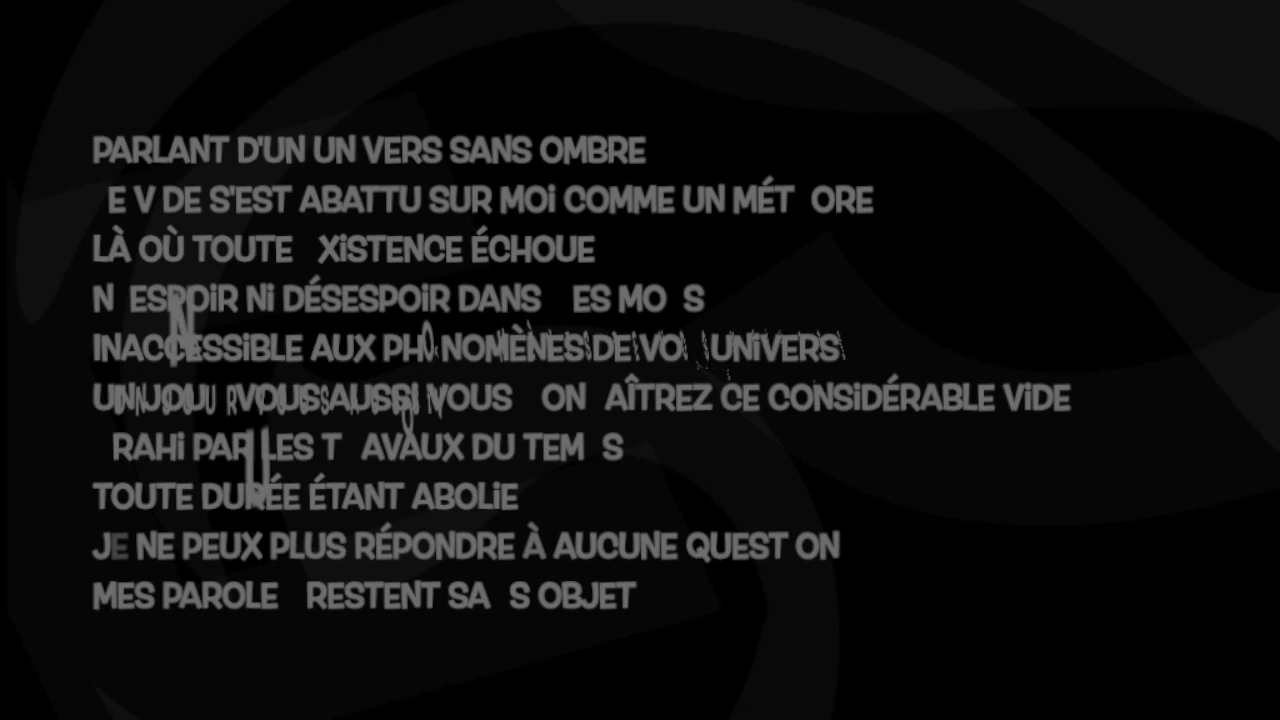 PARLANT D'UN UN VERS SANS OMBRE
E V DE S'EST ABATTU SUR MOi COMME UN MÉT ORE
LÀ OÙ TOUTE XiSTENCE ÉCHOUE
N ESPOiR Ni DÉSESPOiR DANS ES MO S
INACCESSiBLE AUX PH NOMÈNES DE VO UNiVERS
UN JOU VOUS AUSSi VOUS ON AÎTREZ CE CONSiDÉRABLE ViDE
RAHi PAR LES T AVAUX DU TEM S
TOUTE DURÉE ÉTANT ABOLiE
JE NE PEUX PLUS RÉPONDRE À AUCUNE QUEST ON
MES PAROLE RESTENT SA S OBJET